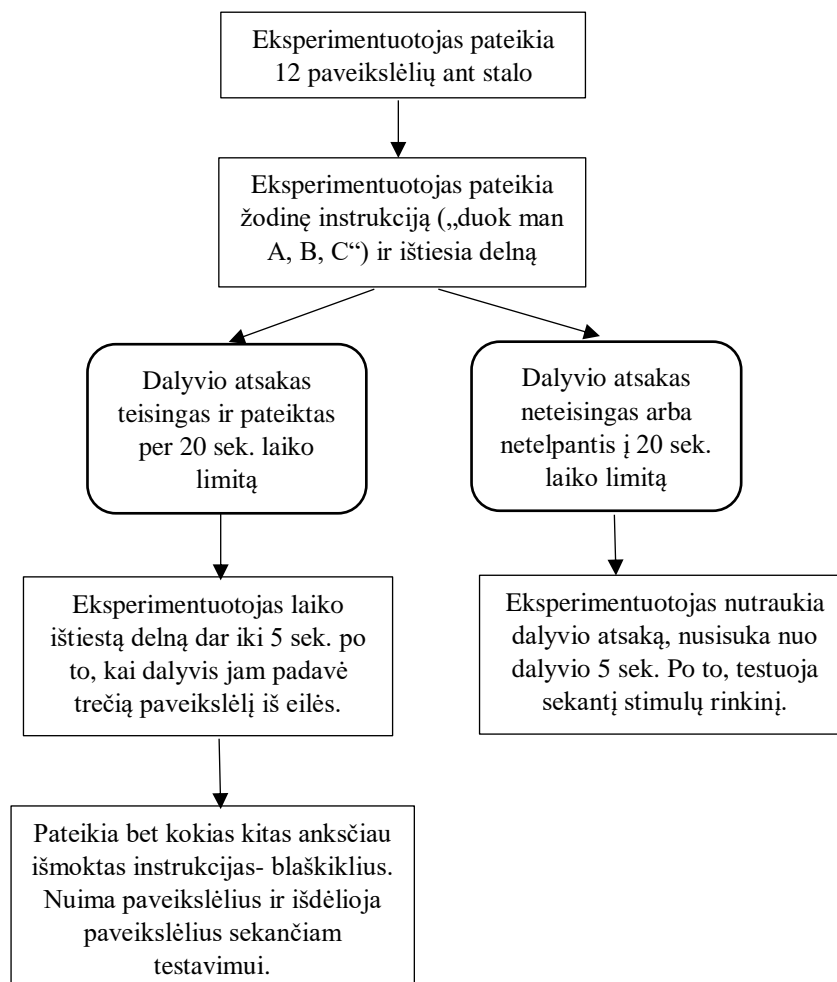 Eksperimentuotojas pateikia
12 paveikslėlių ant stalo
Eksperimentuotojas pateikia
žodinę instrukciją („duok man
A, B, C“) ir ištiesia delną
Dalyvio atsakas
teisingas ir pateiktas
per 20 sek. laiko
limitą
Dalyvio atsakas
neteisingas arba
netelpantis į 20 sek.
laiko limitą
Eksperimentuotojas laiko
ištiestą delną dar iki 5 sek. po
to, kai dalyvis jam padavė
trečią paveikslėlį iš eilės.
Eksperimentuotojas nutraukia
dalyvio atsaką, nusisuka nuo
dalyvio 5 sek. Po to, testuoja
sekantį stimulų rinkinį.
Pateikia bet kokias kitas anksčiau
išmoktas instrukcijas- blaškiklius.
Nuima paveikslėlius ir išdėlioja
paveikslėlius sekančiam
testavimui.